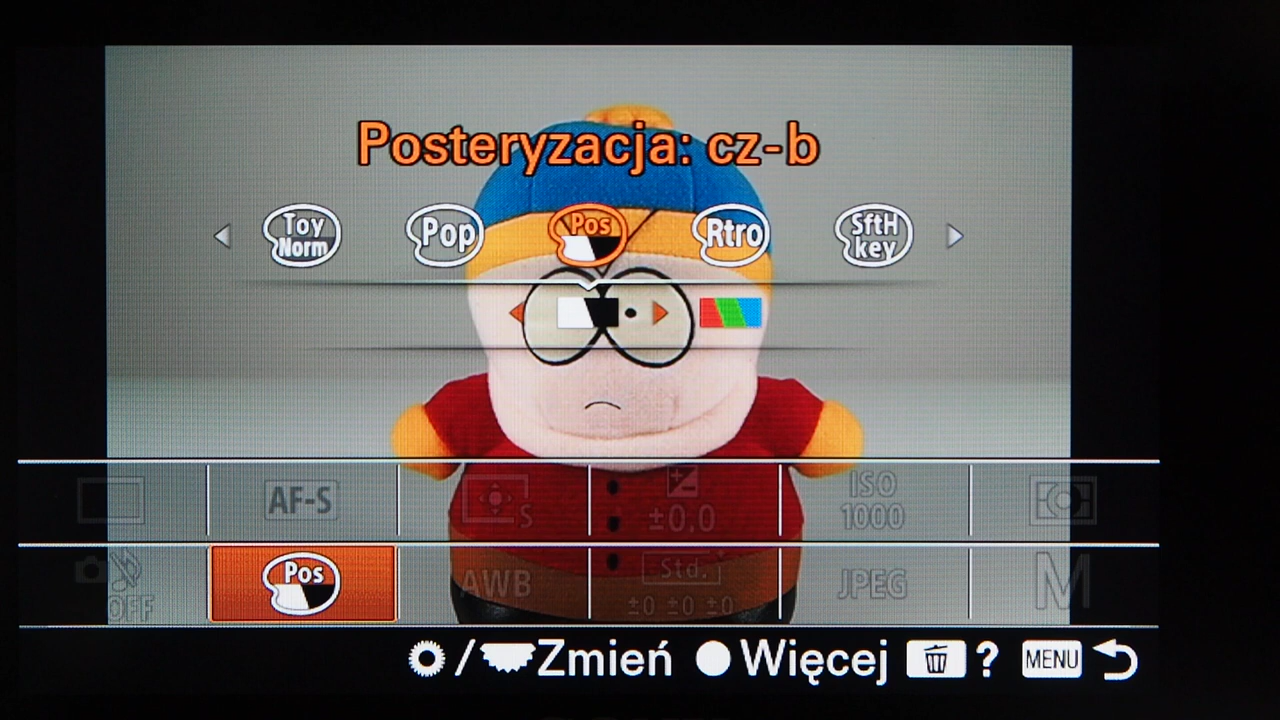 Posteryzacja: cz-b
Toy Norm
Pop
Pos
Rtro
SftH key
AF-S
S
±0.0
ISO 1000
OFF
Pos
AWB
Std.
±0 ±0 ±0
JPEG
M
/ Zmień Więcej ? MENU